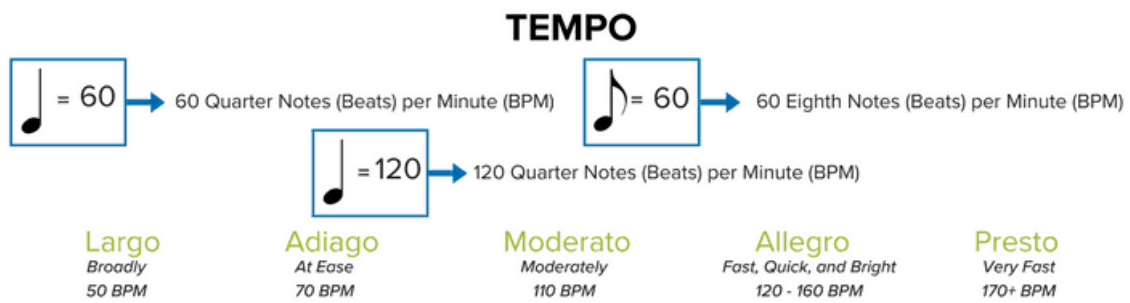 TEMPO
= 60
60 Quarter Notes (Beats) per Minute (BPM)
= 60
60 Eighth Notes (Beats) per Minute (BPM)
=120
120 Quarter Notes (Beats) per Minute (BPM)
Largo
Broadly
50 BPM
Adiago
At Ease
70 BPM
Moderato
Moderately
110 BPM
Allegro
Fast, Quick, and Bright
120 - 160 BPM
Presto
Very Fast
170+ BPM